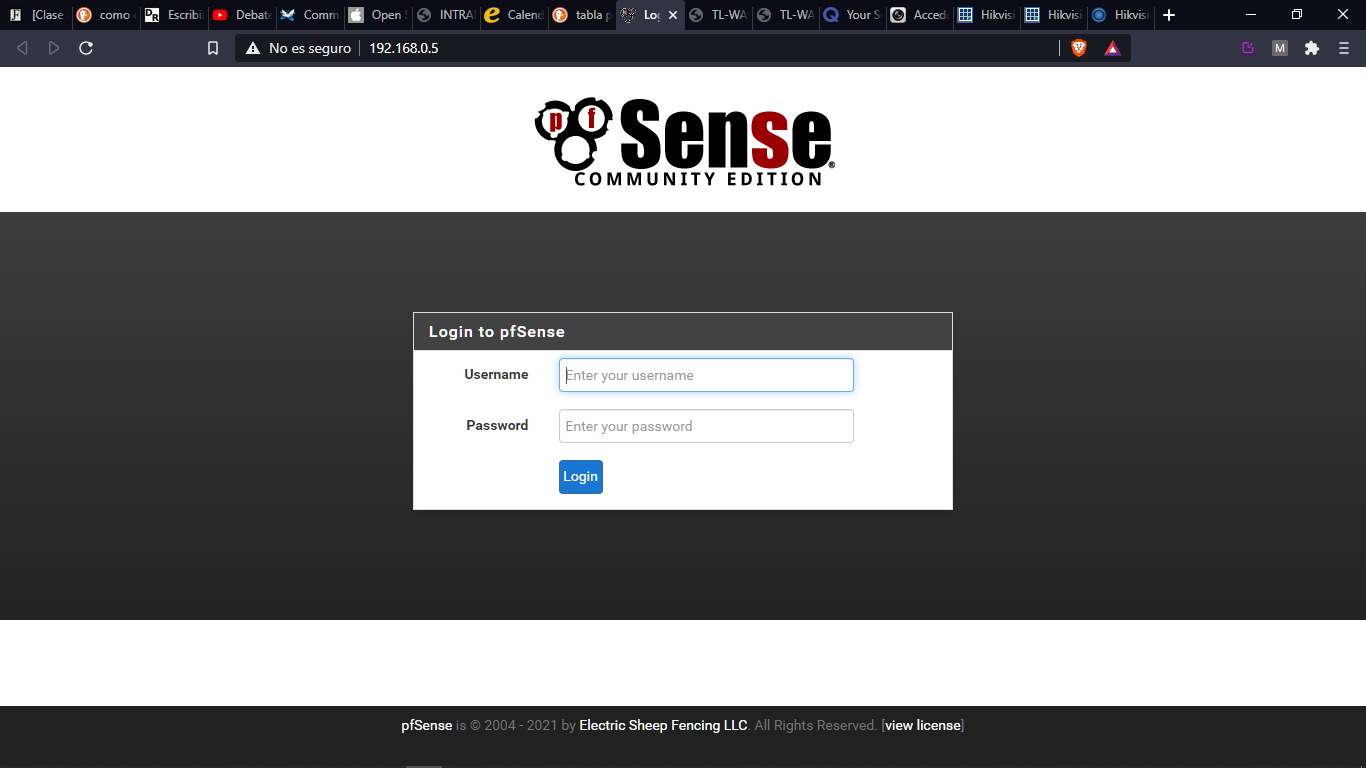 [Clase
como
Escribi
Debat
Comm
Open
INTRA
Calend
tabla p
Log
TL-WA
TL-WA
Your S
Acced
Hikvisi
Hikvisi
Hikvisi
No es seguro
192.168.0.5
M
pf Sense
COMMUNITY EDITION
Login to pfSense
Username
Enter your username
Password
Enter your password
Login
pfSense is © 2004 - 2021 by Electric Sheep Fencing LLC. All Rights Reserved. [view license]